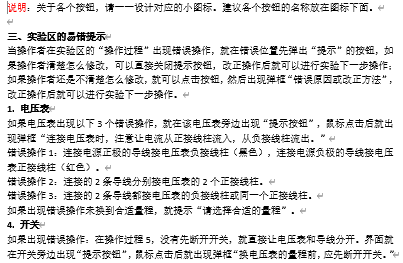 说明：关于各个按钮，请一一设计对应的小图标。建议各个按钮的名称放在图标下面。
三、实验区的易错提示
当操作者在实验区的“操作过程”出现错误操作，就在错误位置先弹出“提示”的按钮，如
果操作者清楚怎么修改，可以直接关闭提示按钮，改正操作后就可以进行实验下一步操作；
如果操作者还是不清楚怎么修改，就可以点击按钮，然后出现弹框“错误原因或改正方法”，
改正操作后就可以进行实验下一步操作。
1. 电压表
如果电压表出现以下3个错误操作，就在该电压表旁边出现“提示按钮”，鼠标点击后就出
现弹框“连接电压表时，注意让电流从正接线柱流入，从负接线柱流出。”
错误操作1：连接电源正极的导线接电压表负接线柱（黑色），连接电源负极的导线接电压
表正接线柱（红色）。
错误操作2：连接的2条导线分别接电压表的2个正接线柱。
错误操作3：连接的2条导线都接电压表的负接线柱或同一个正接线柱。
如果出现错误操作未换到合适量程，就提示“请选择合适的量程”。
4. 开关
如果出现错误操作：在操作过程5，没有先断开开关，就直接让电压表和导线分开。界面就
在开关旁边出现“提示按钮”，鼠标点击后就出现弹框“换电压表的量程前，应先断开开关。”